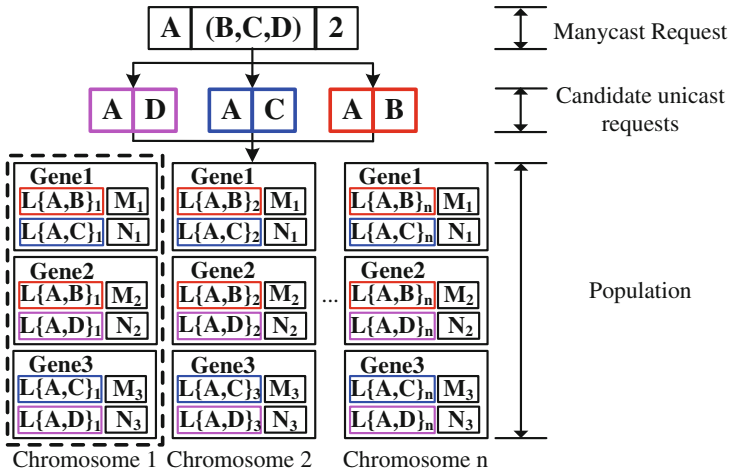 A (B,C,D) 2
Manycast Request
A D A C A B
Candidate unicast
requests
Gene1 Gene1 Gene1
L{A,B}₁ M₁ L{A,B}₂ M₁ L{A,B}ₙ M₁
L{A,C}₁ N₁ L{A,C}₂ N₁ L{A,C}ₙ N₁
Gene2 Gene2 Gene2
L{A,B}₁ M₂ L{A,B}₂ M₂ ... L{A,B}ₙ M₂
L{A,D}₁ N₂ L{A,D}₂ N₂ L{A,D}ₙ N₂
Population
Gene3 Gene3 Gene3
L{A,C}₁ M₃ L{A,C}₃ M₃ L{A,C}ₙ M₃
L{A,D}₁ N₃ L{A,D}₃ N₃ L{A,D}ₙ N₃
Chromosome 1 Chromosome 2 Chromosome n